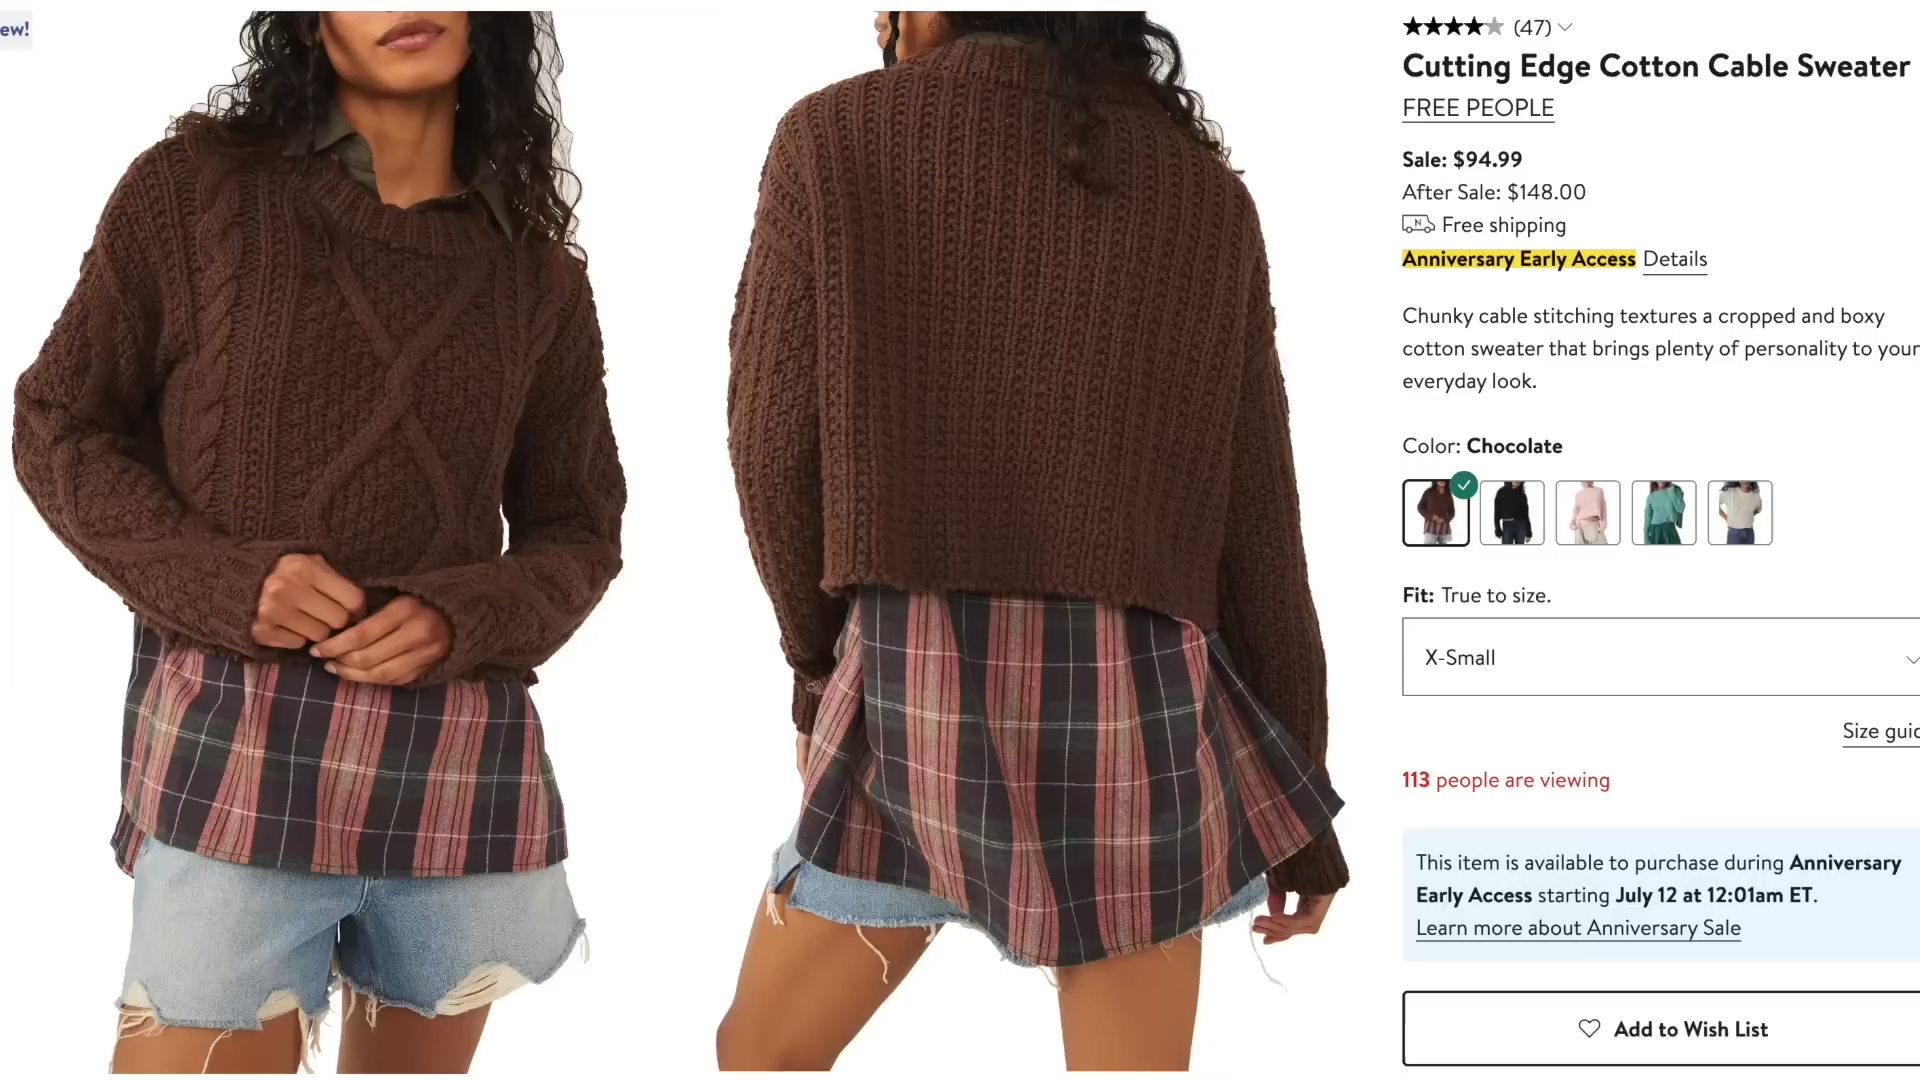 ew!
(47)
Cutting Edge Cotton Cable Sweater
FREE PEOPLE
Sale: $94.99
After Sale: $148.00
N Free shipping
Anniversary Early Access Details
Chunky cable stitching textures a cropped and boxy
cotton sweater that brings plenty of personality to your
everyday look.
Color: Chocolate
Fit: True to size.
X-Small
Size guid
113 people are viewing
This item is available to purchase during Anniversary
Early Access starting July 12 at 12:01am ET.
Learn more about Anniversary Sale
Add to Wish List